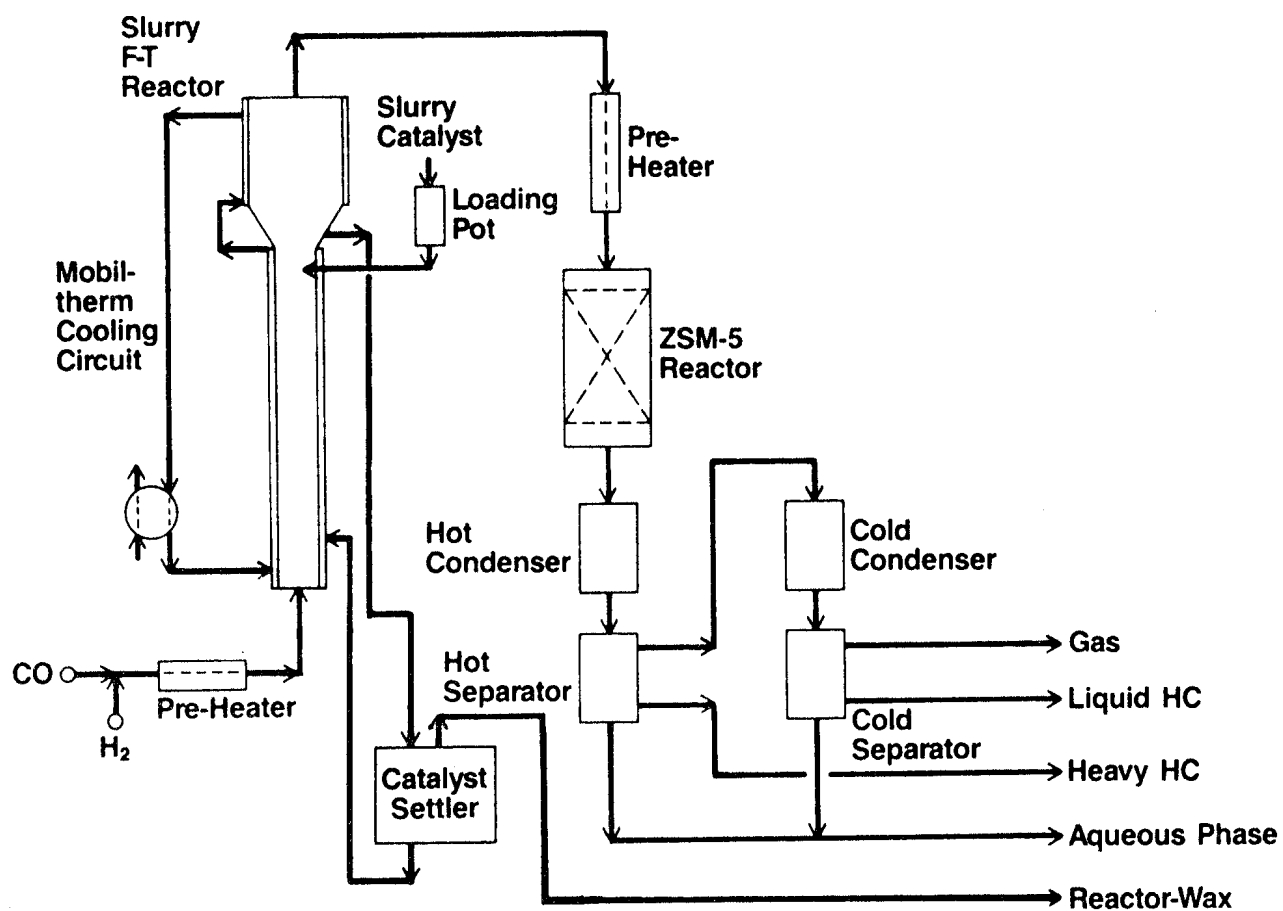 Slurry
F-T
Reactor
Slurry
Catalyst
Pre-
Heater
Loading
Pot
Mobil-
therm
Cooling
Circuit
ZSM-5
Reactor
Hot
Condenser
Cold
Condenser
CO
Pre-Heater
H₂
Hot
Separator
Cold
Separator
Catalyst
Settler
Gas
Liquid HC
Heavy HC
Aqueous Phase
Reactor-Wax